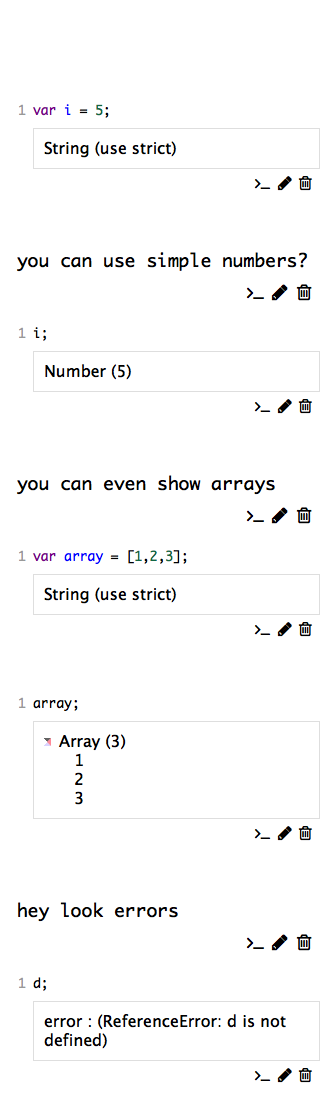 1 var i = 5;
String (use strict)
you can use simple numbers?
1 i;
Number (5)
you can even show arrays
1 var array = [1,2,3];
String (use strict)
1 array;
Array (3)
1
2
3
hey look errors
1 d;
error : (ReferenceError: d is not
defined)